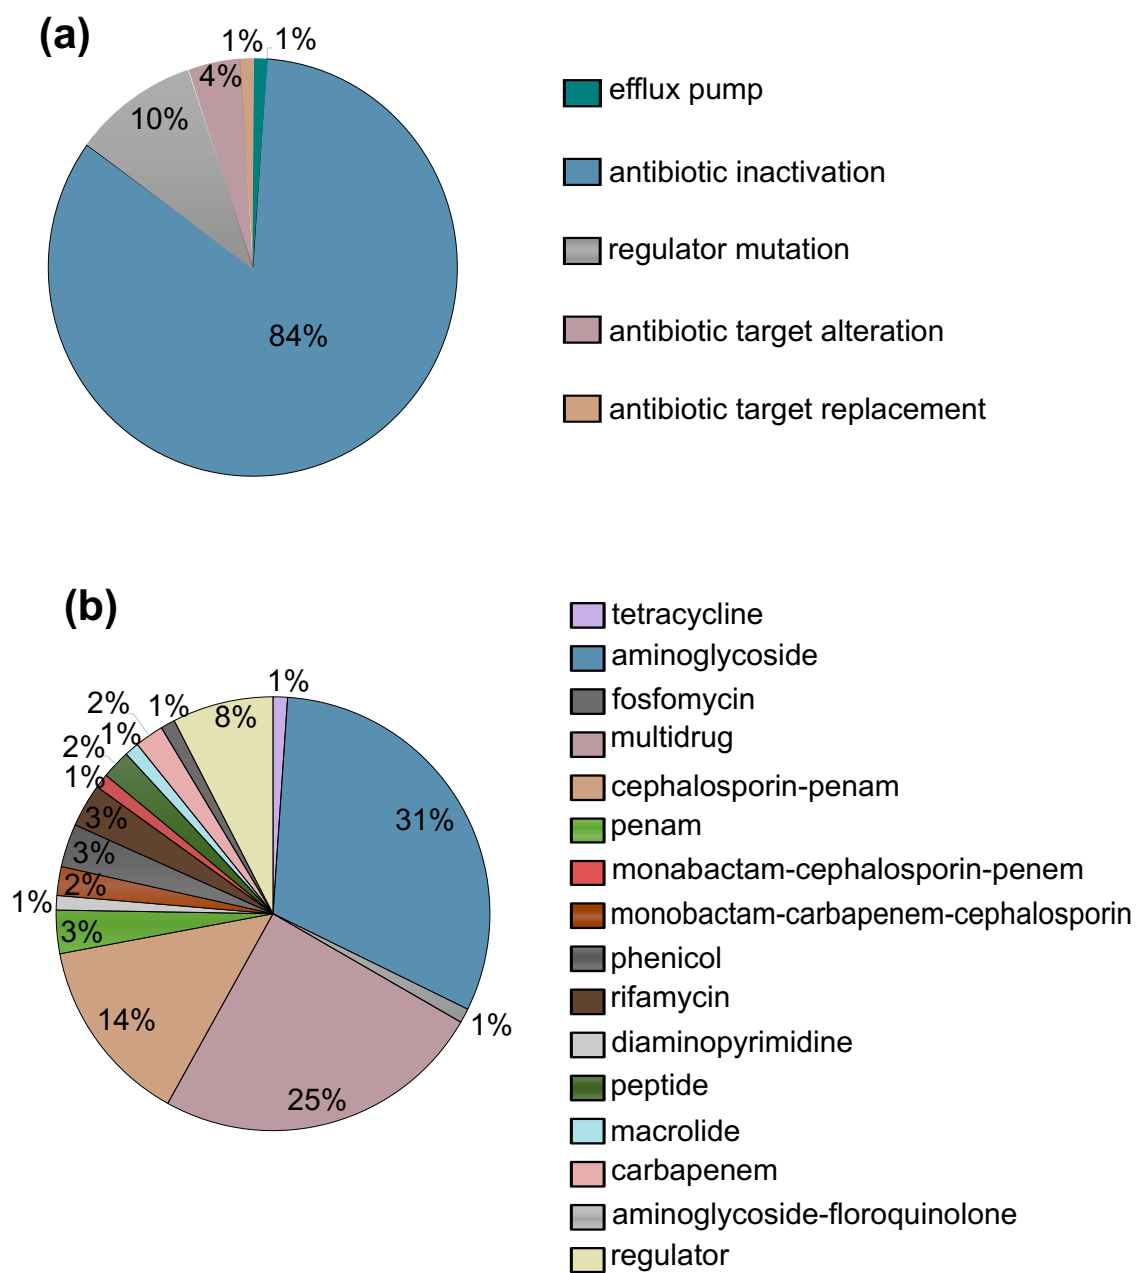 (a)
1% 1%
4%
10%
84%
efflux pump
antibiotic inactivation
regulator mutation
antibiotic target alteration
antibiotic target replacement
(b)
1%
8%
1%
2%
1%
2%
1%
3%
3%
2%
1%
3%
14%
25%
1%
31%
tetracycline
aminoglycoside
fosfomycin
multidrug
cephalosporin-penam
penam
monabactam-cephalosporin-penem
monobactam-carbapenem-cephalosporin
phenicol
rifamycin
diaminopyrimidine
peptide
macrolide
carbapenem
aminoglycoside-floroquinolone
regulator